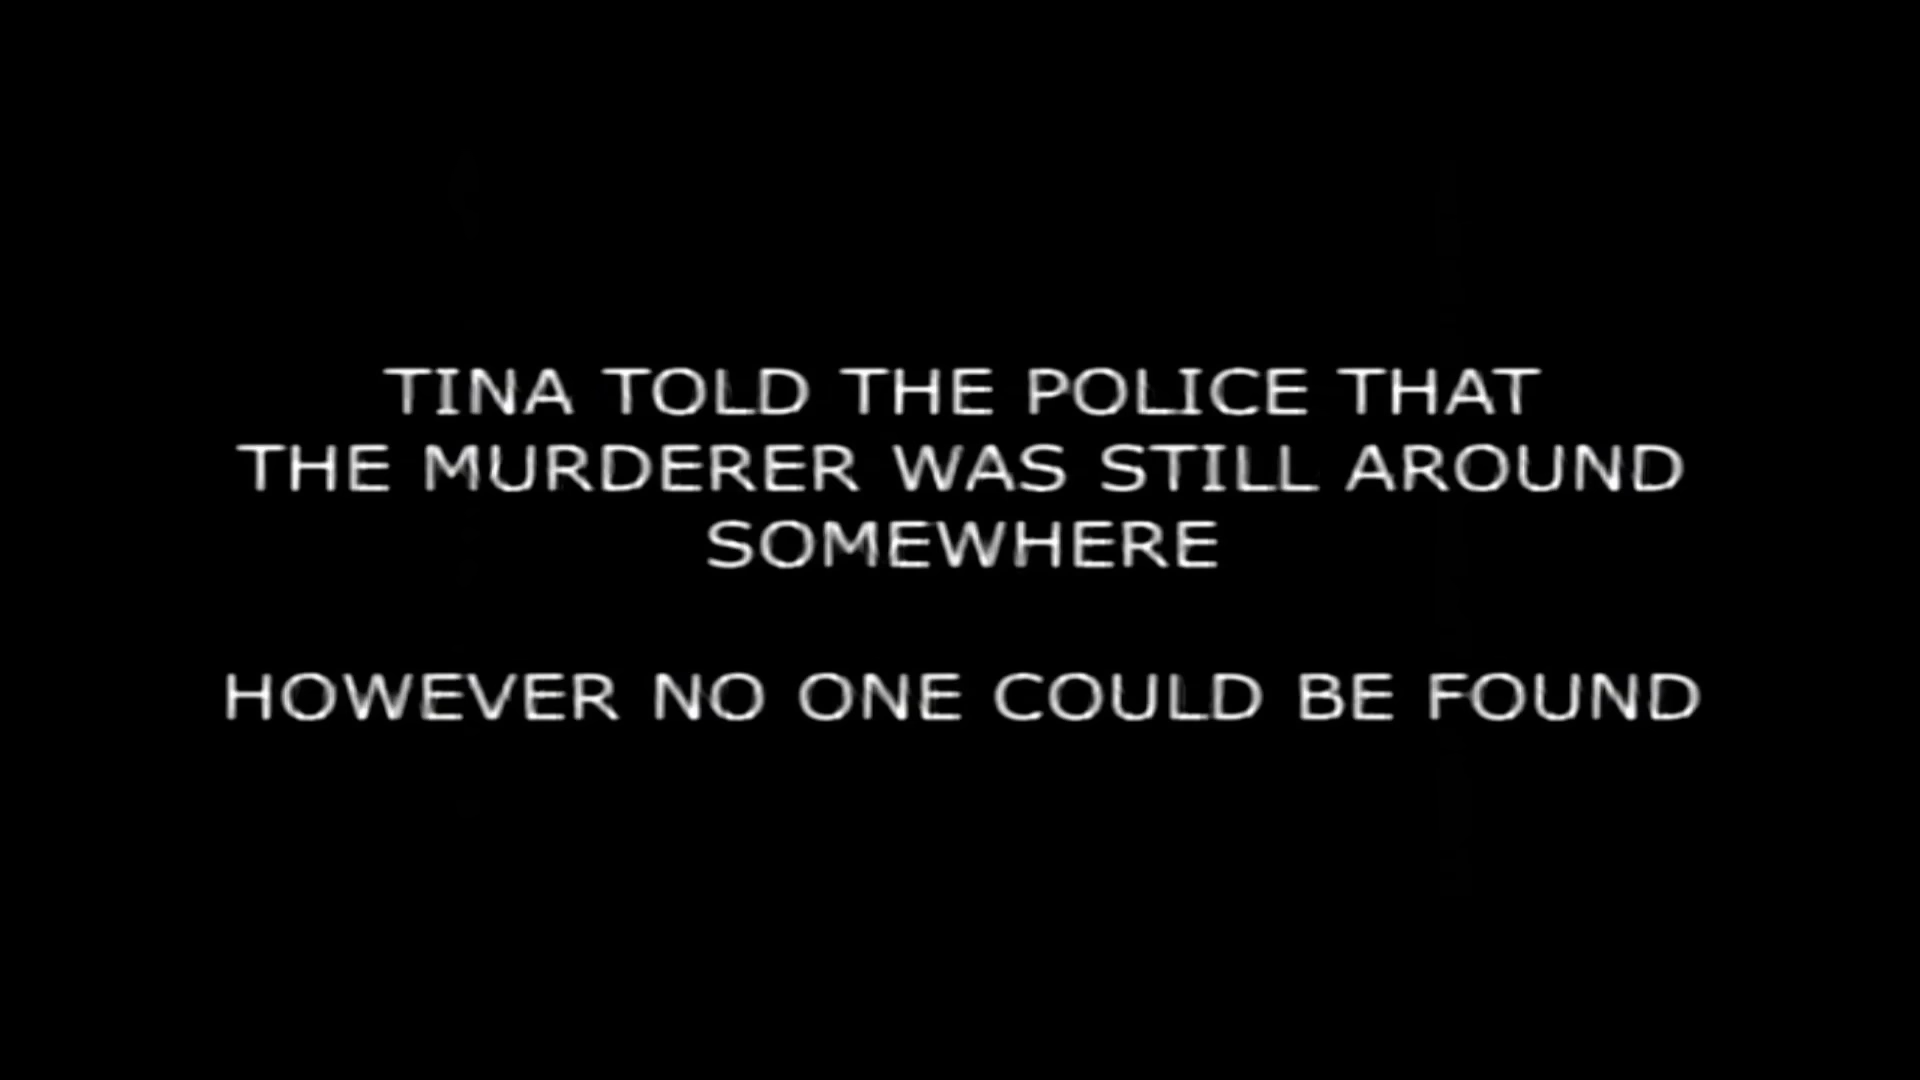 TINA TOLD THE POLICE THAT
THE MURDERER WAS STILL AROUND
SOMEWHERE
HOWEVER NO ONE COULD BE FOUND